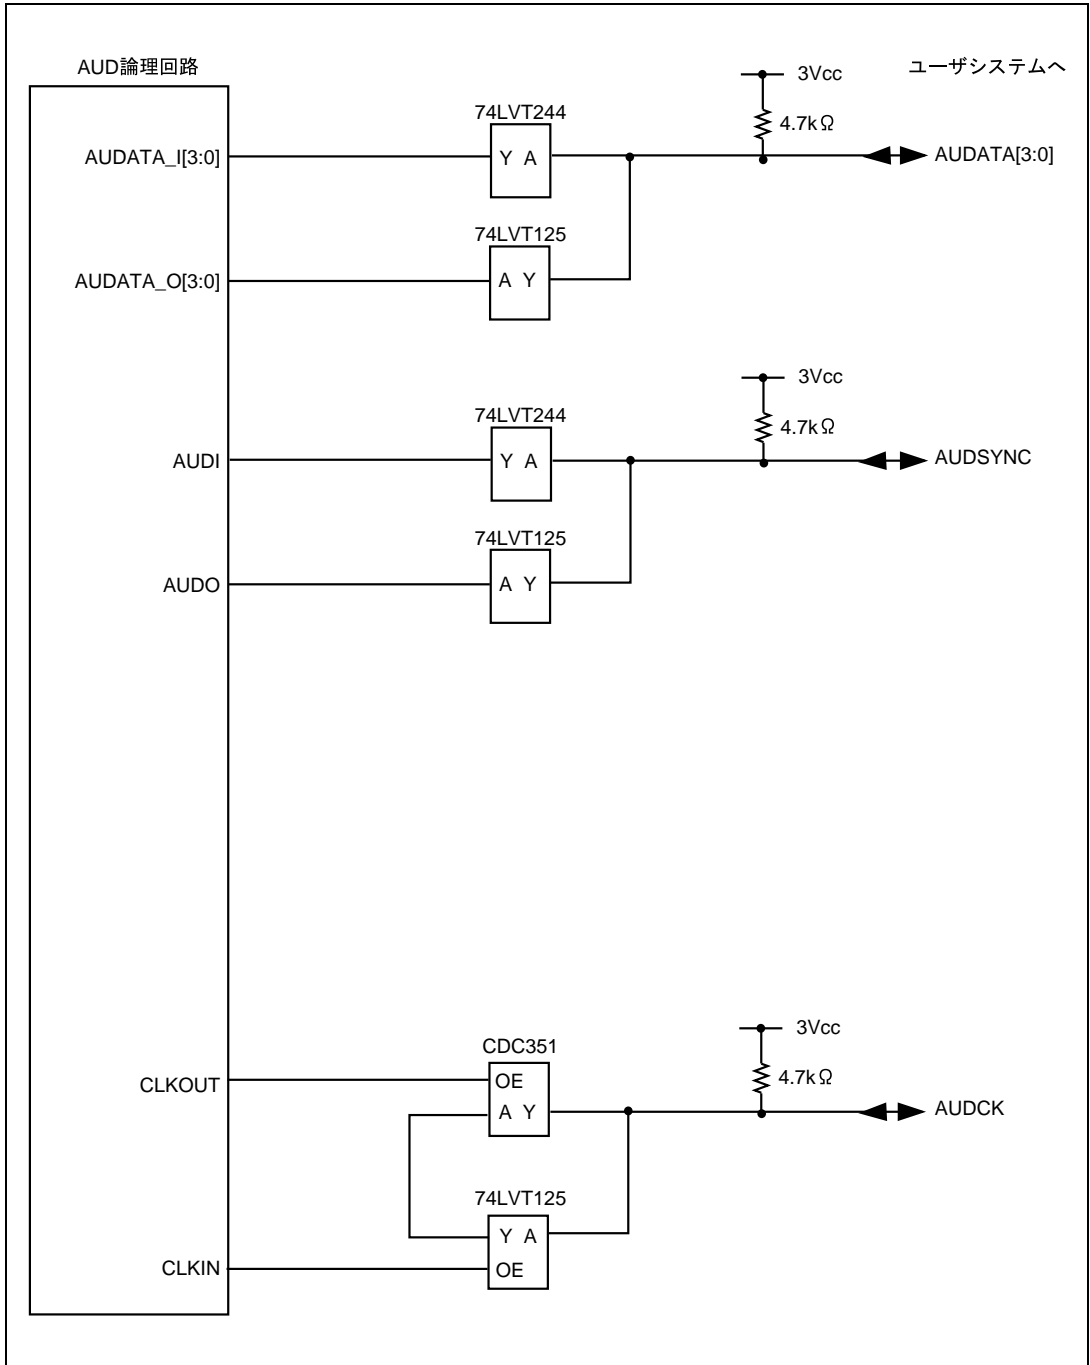 AUD論理回路
ユーザシステムへ
3Vcc
4.7kΩ
74LVT244
AUDATA_I[3:0]
Y A
AUDATA[3:0]
74LVT125
AUDATA_O[3:0]
A Y
3Vcc
4.7kΩ
74LVT244
AUDI
Y A
AUDSYNC
74LVT125
AUDO
A Y
3Vcc
4.7kΩ
CDC351
CLKOUT
OE
A Y
AUDCK
74LVT125
Y A
CLKIN
OE